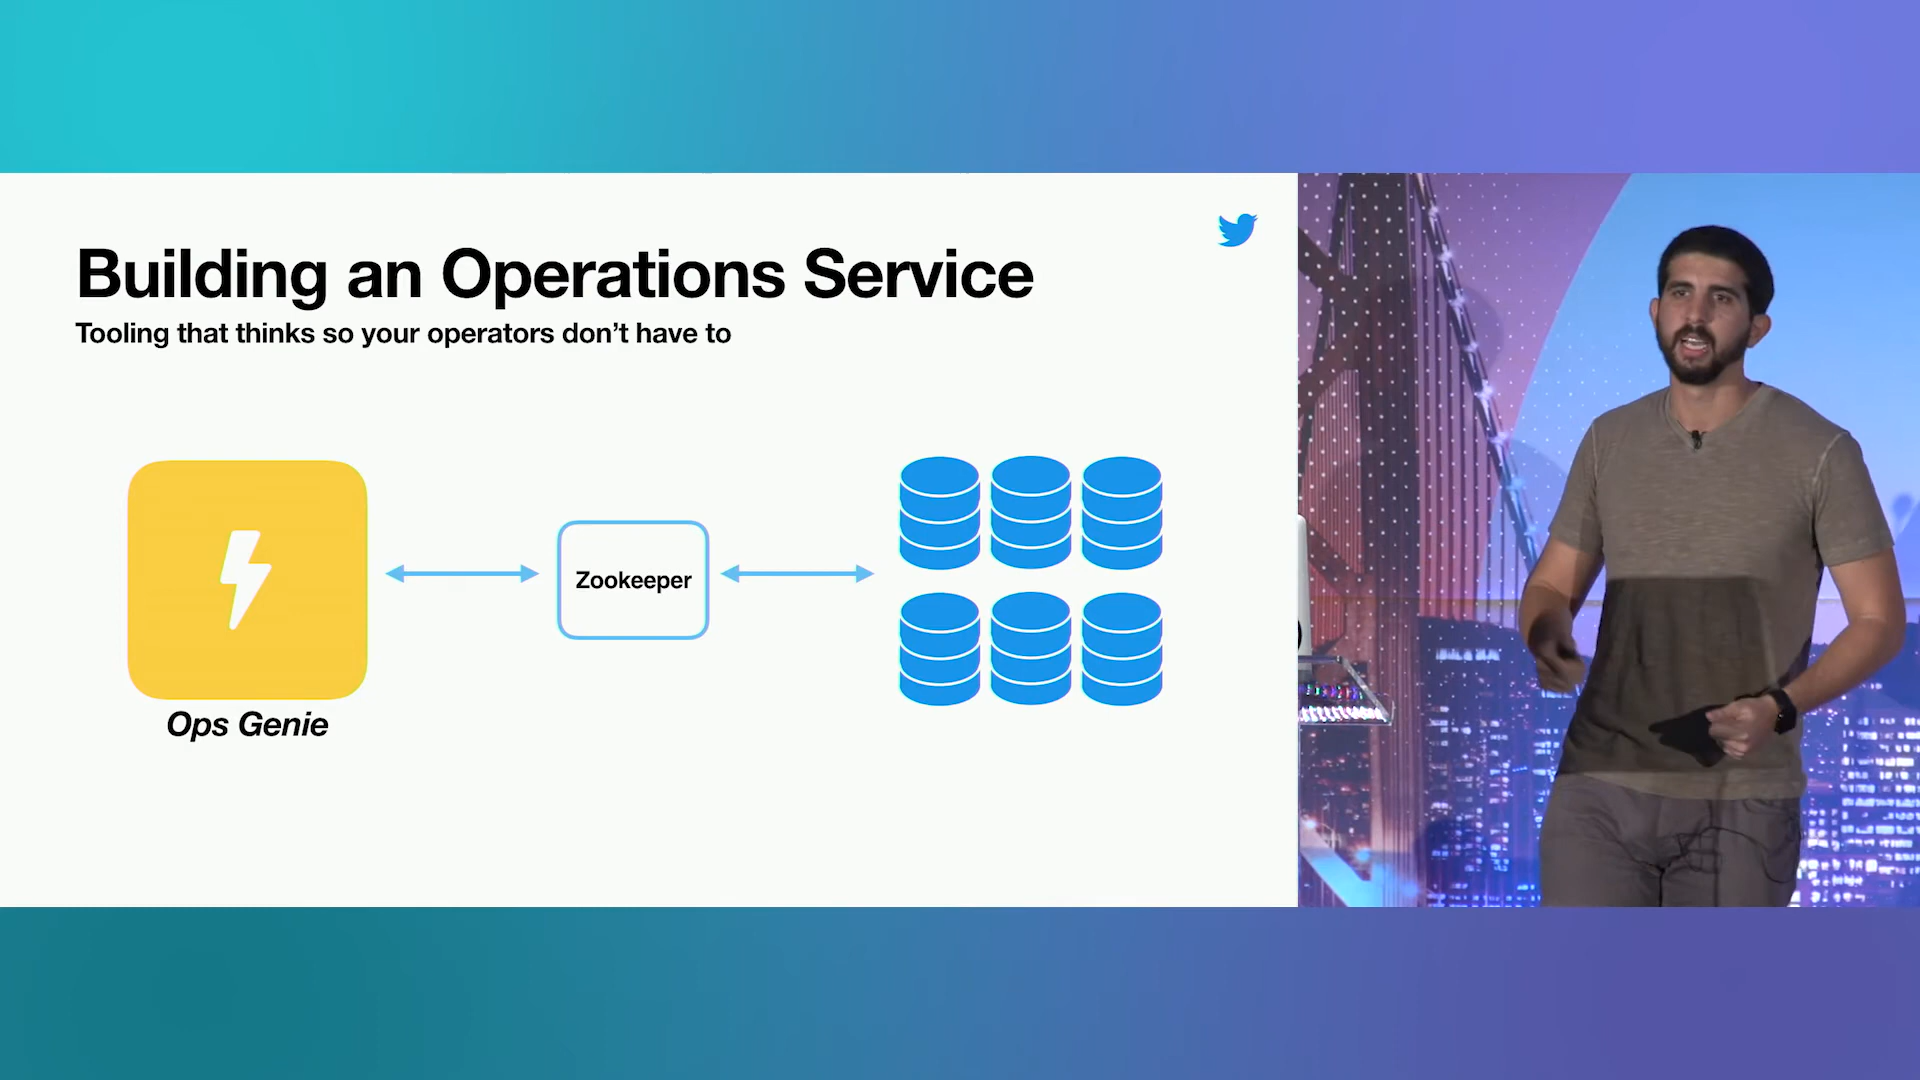 Building an Operations Service
Tooling that thinks so your operators don’t have to
Zookeeper
Ops Genie